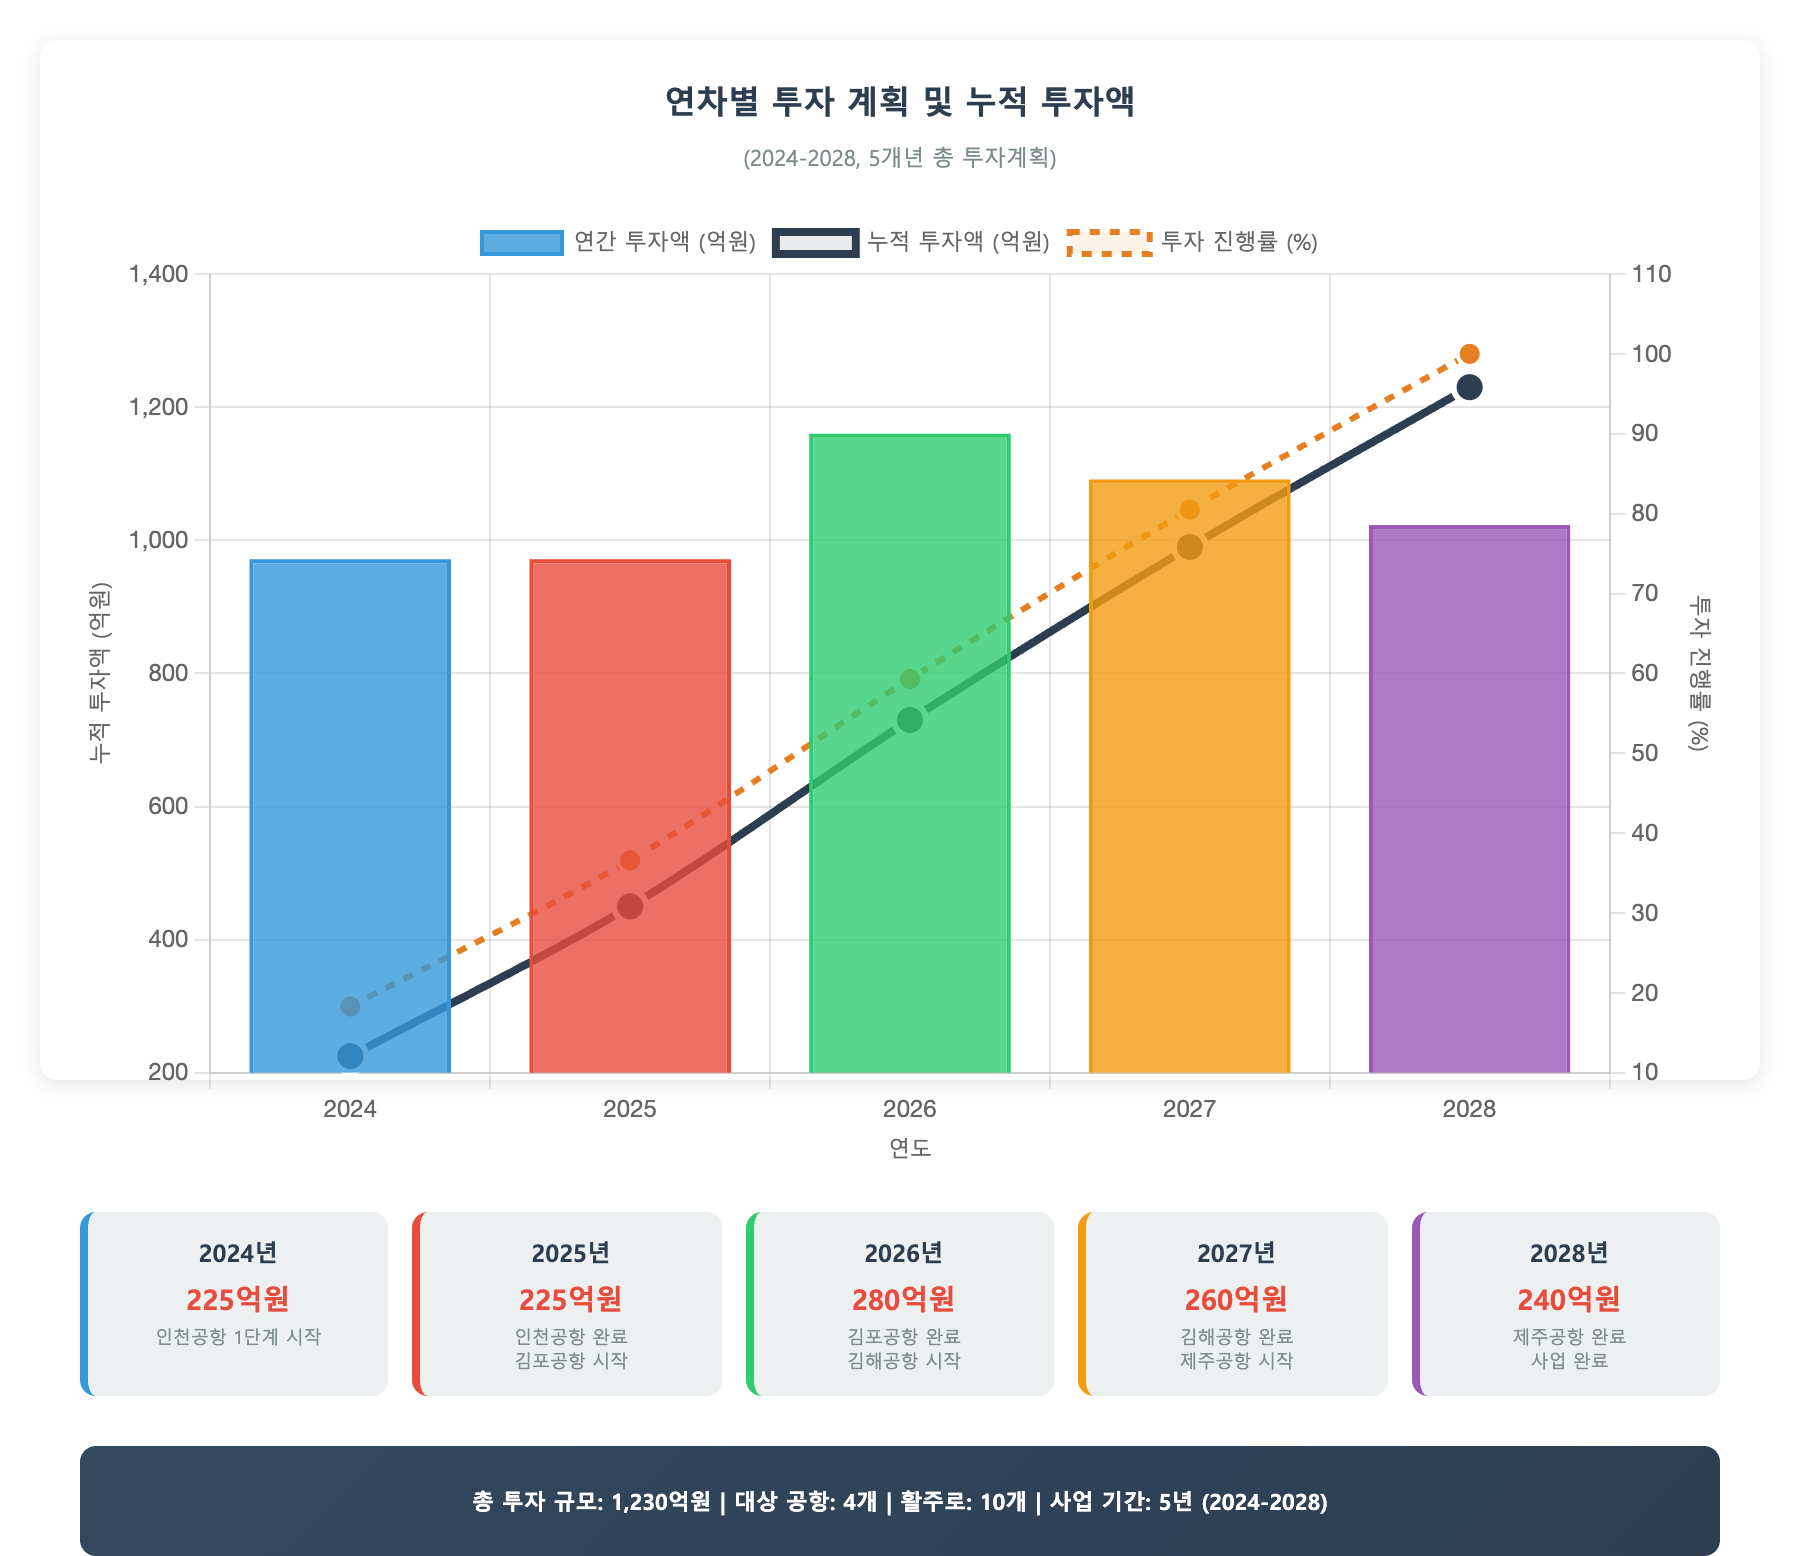 연차별 투자 계획 및 누적 투자액
(2024-2028, 5개년 총 투자계획)
연간 투자액 (억원) 누적 투자액 (억원) 투자 진행률 (%)
누적 투자액 (억원)
1,400
1,200
1,000
800
600
400
200
110
100
90
80
70
60
50
40
30
20
10
투자 진행률 (%)
2024 2025 2026 2027 2028
연도
2024년
225억원
인천공항 1단계 시작
2025년
225억원
인천공항 완료
김포공항 시작
2026년
280억원
김포공항 완료
김해공항 시작
2027년
260억원
김해공항 완료
제주공항 시작
2028년
240억원
제주공항 완료
사업 완료
총 투자 규모: 1,230억원 | 대상 공항: 4개 | 활주로: 10개 | 사업 기간: 5년 (2024-2028)